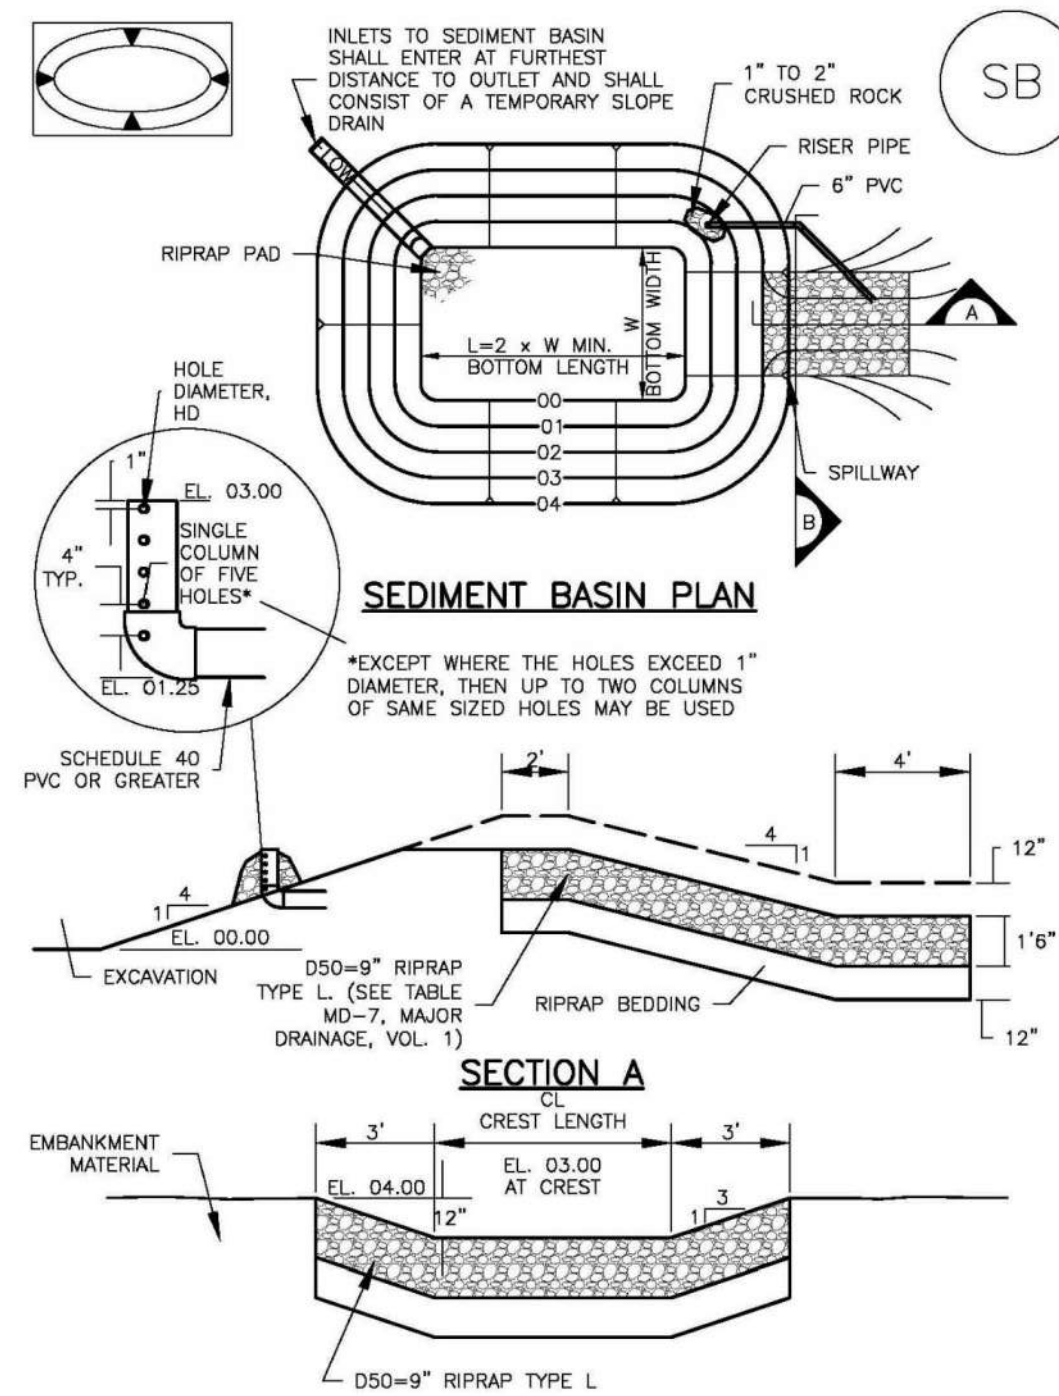 INLETS TO SEDIMENT BASIN
SHALL ENTER AT FURTHEST
DISTANCE TO OUTLET AND SHALL
CONSIST OF A TEMPORARY SLOPE
DRAIN
1" TO 2"
CRUSHED ROCK
SB
RISER PIPE
6" PVC
FLOW
RIPRAP PAD
W
BOTTOM WIDTH
L=2 x W MIN.
BOTTOM LENGTH
A
00
01
02
03
04
SPILLWAY
B
HOLE
DIAMETER,
HD
1"
EL. 03.00
SINGLE
COLUMN
OF FIVE
HOLES*
4"
TYP.
EL. 01.25
SEDIMENT BASIN PLAN
*EXCEPT WHERE THE HOLES EXCEED 1"
DIAMETER, THEN UP TO TWO COLUMNS
OF SAME SIZED HOLES MAY BE USED
SCHEDULE 40
PVC OR GREATER
2'
4'
4
1
12"
4
1
EL. 00.00
1'6"
EXCAVATION
D50=9" RIPRAP
TYPE L. (SEE TABLE
MD-7, MAJOR
DRAINAGE, VOL. 1)
RIPRAP BEDDING
12"
SECTION A
CL
CREST LENGTH
3'
3'
EMBANKMENT
MATERIAL
EL. 04.00
EL. 03.00
AT CREST
12"
3
1
D50=9" RIPRAP TYPE L